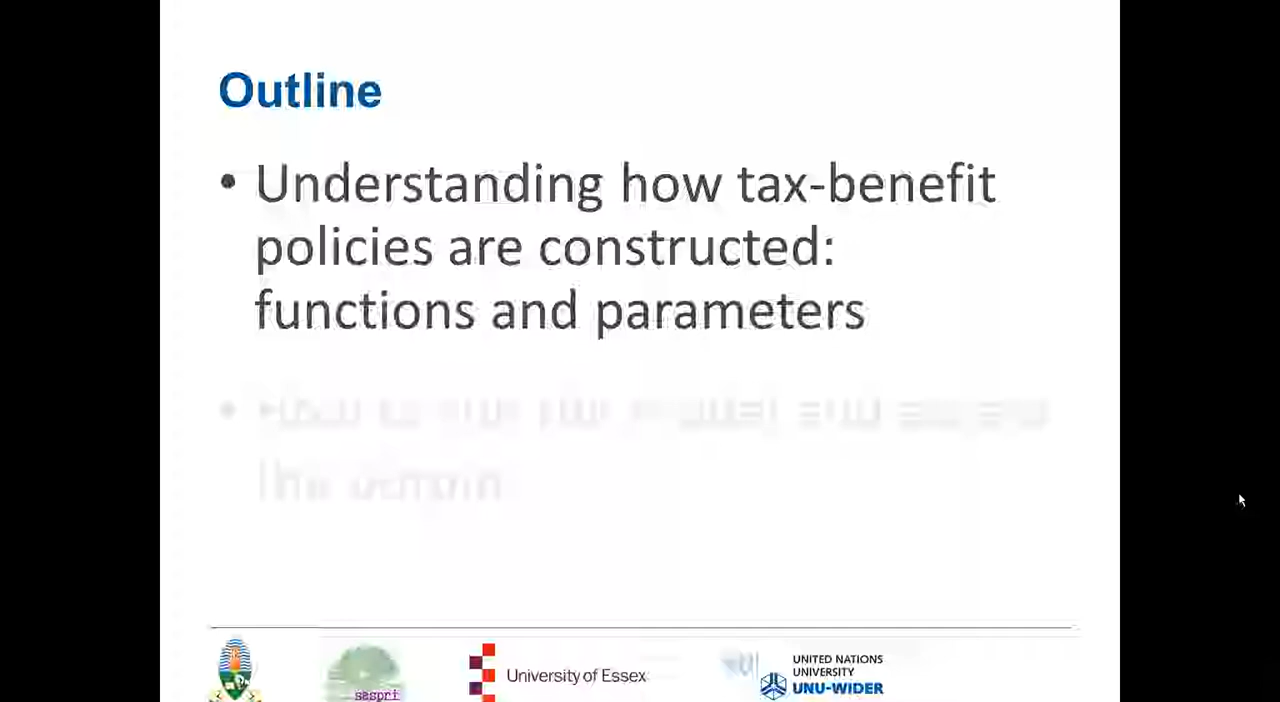 Outline
• Understanding how tax-benefit
policies are constructed:
functions and parameters
saspri
University of Essex
UNITED NATIONS
UNIVERSITY
UNU-WIDER